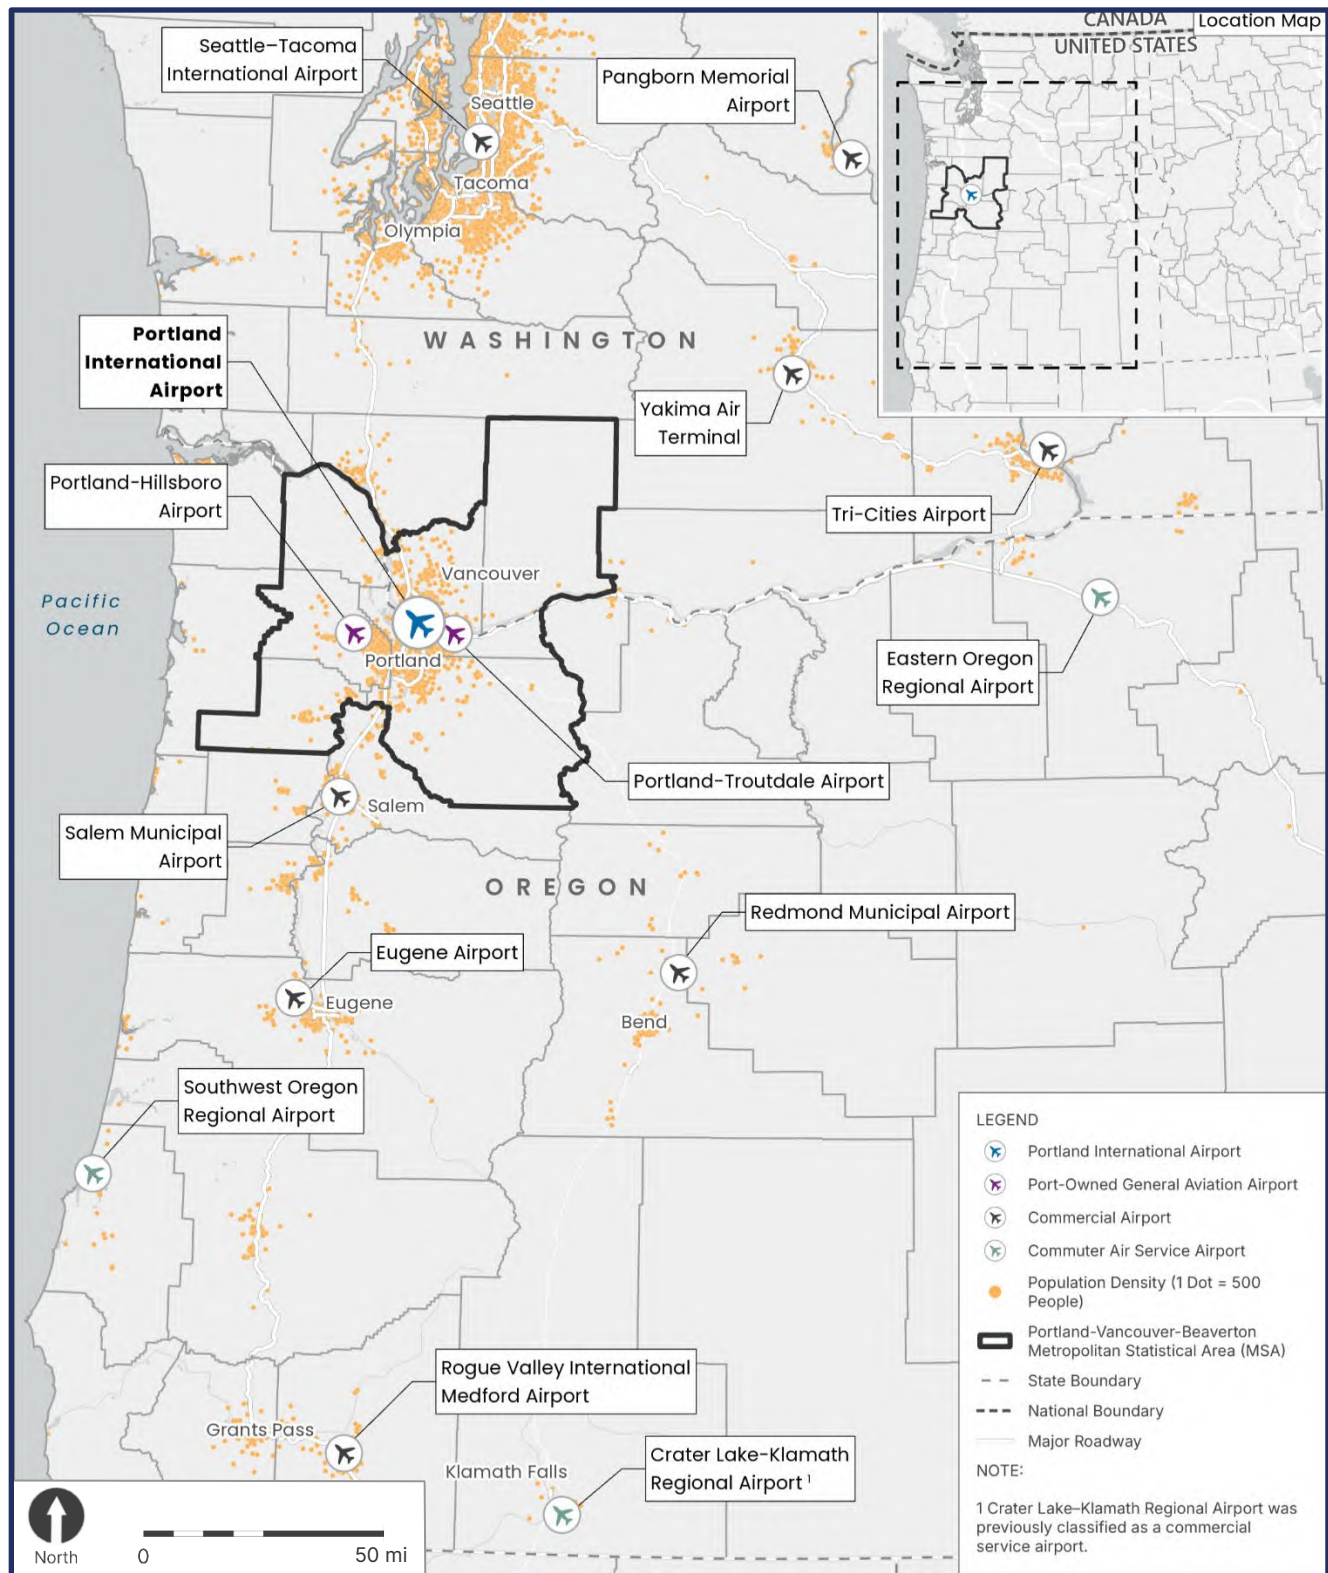 CANADA
UNITED STATES
Location Map
Seattle–Tacoma
International Airport
Pangborn Memorial
Airport
Seattle
Tacoma
Olympia
WASHINGTON
Portland
International
Airport
Yakima Air
Terminal
Portland-Hillsboro
Airport
Tri-Cities Airport
Vancouver
Pacific
Ocean
Portland
Eastern Oregon
Regional Airport
Portland-Troutdale Airport
Salem
Salem Municipal
Airport
OREGON
Redmond Municipal Airport
Eugene Airport
Eugene
Bend
Southwest Oregon
Regional Airport
Rogue Valley International
Medford Airport
Grants Pass
Klamath Falls
Crater Lake-Klamath
Regional Airport 1
North
0
50 mi
LEGEND
Portland International Airport
Port-Owned General Aviation Airport
Commercial Airport
Commuter Air Service Airport
Population Density (1 Dot = 500
People)
Portland-Vancouver-Beaverton
Metropolitan Statistical Area (MSA)
State Boundary
National Boundary
Major Roadway
NOTE:
1 Crater Lake–Klamath Regional Airport was
previously classified as a commercial
service airport.